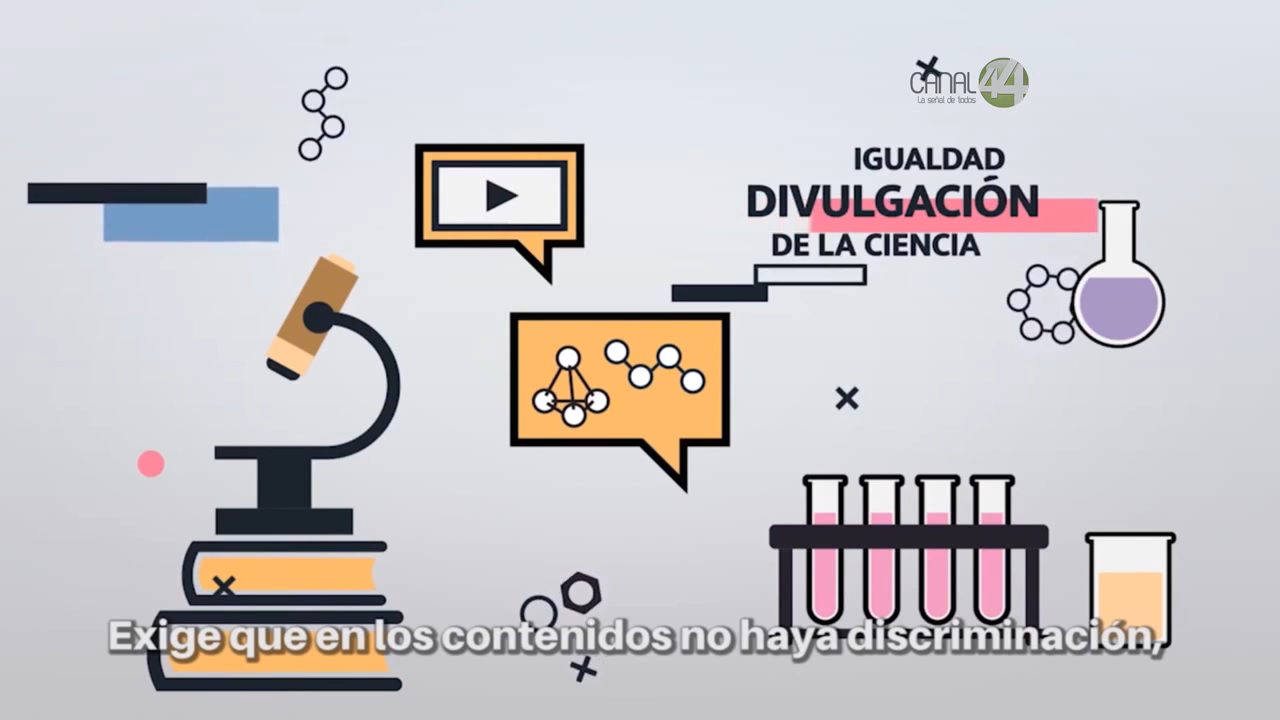 CANAL 44
La señal de todos
IGUALDAD
DIVULGACIÓN
DE LA CIENCIA
Exige que en los contenidos no haya discriminación,